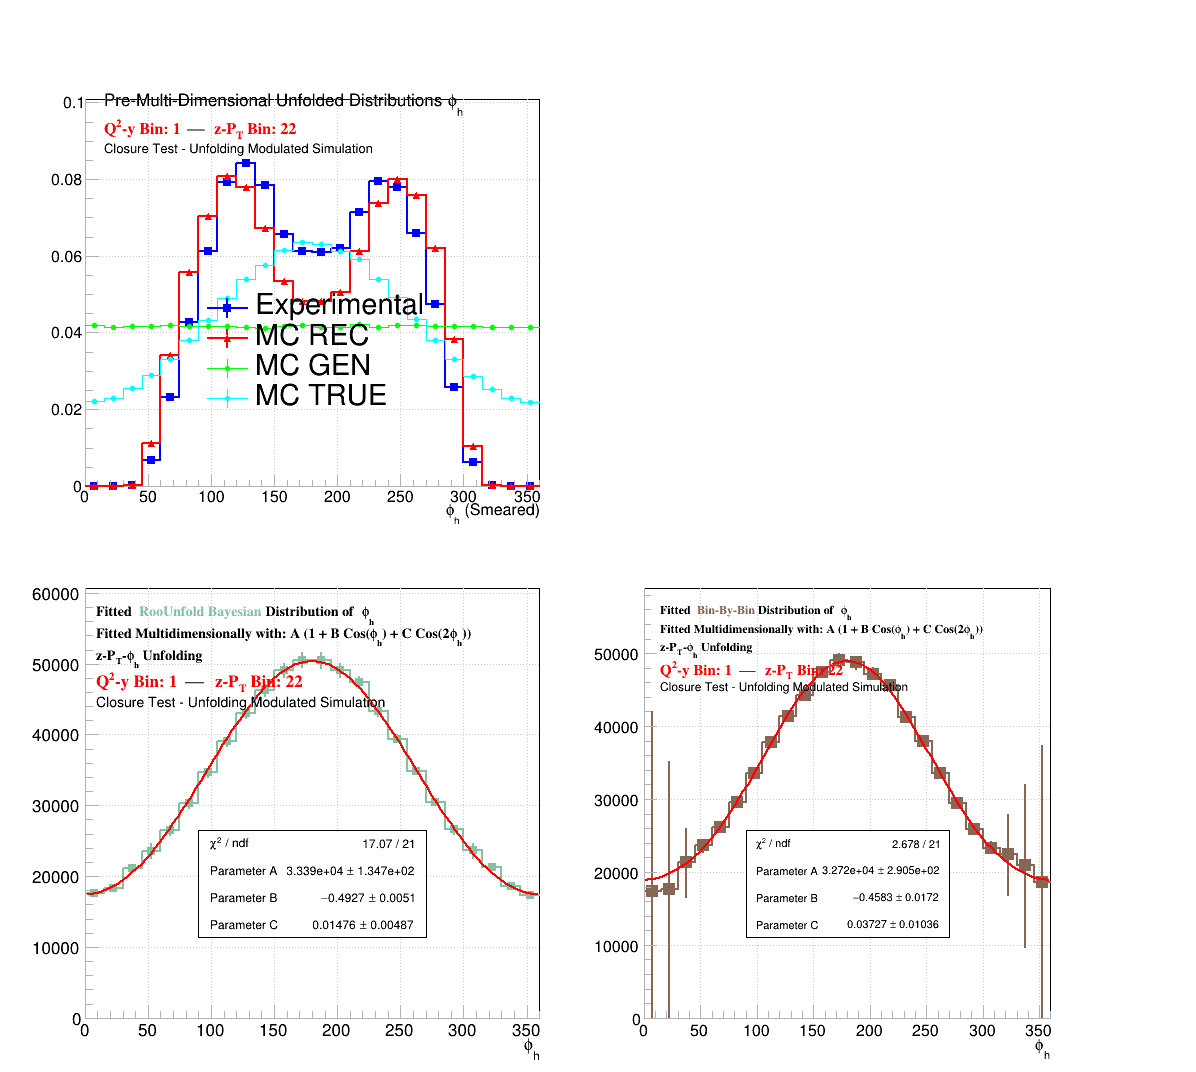 Pre-Multi-Dimensional Unfolded Distributions ϕh
Q²-y Bin: 1 — z-PT Bin: 22
Closure Test - Unfolding Modulated Simulation
0.1
0.08
0.06
0.04
0.02
0
Experimental
MC REC
MC GEN
MC TRUE
0 50 100 150 200 250 300 350
ϕh (Smeared)
Fitted RooUnfold Bayesian Distribution of ϕh
Fitted Multidimensionally with: A (1 + B Cos(ϕh) + C Cos(2ϕh))
z-PT-ϕh Unfolding
Q²-y Bin: 1 — z-PT Bin: 22
Closure Test - Unfolding Modulated Simulation
60000
50000
40000
30000
20000
10000
0
χ² / ndf 17.07 / 21
Parameter A 3.339e+04 ± 1.347e+02
Parameter B −0.4927 ± 0.0051
Parameter C 0.01476 ± 0.00487
0 50 100 150 200 250 300 350
ϕh
Fitted Bin-By-Bin Distribution of ϕh
Fitted Multidimensionally with: A (1 + B Cos(ϕh) + C Cos(2ϕh))
z-PT-ϕh Unfolding
Q²-y Bin: 1 — z-PT Bin: 22
Closure Test - Unfolding Modulated Simulation
50000
40000
30000
20000
10000
0
χ² / ndf 2.678 / 21
Parameter A 3.272e+04 ± 2.905e+02
Parameter B −0.4583 ± 0.0172
Parameter C 0.03727 ± 0.01036
0 50 100 150 200 250 300 350
ϕh